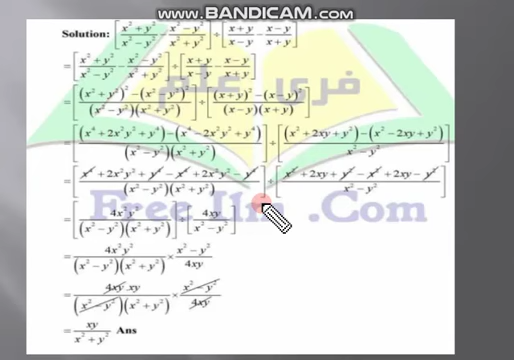 www.BANDICAM.com
Solution: [(x²+y²)/(x²−y²) − (x²−y²)/(x²+y²)] ÷ [(x+y)/(x−y) − (x−y)/(x+y)]
= [(x²+y²)/(x²−y²) − (x²−y²)/(x²+y²)] ÷ [(x+y)/(x−y) − (x−y)/(x+y)]
= [((x²+y²)² − (x²−y²)²)/((x²−y²)(x²+y²))] ÷ [((x+y)² − (x−y)²)/((x−y)(x+y))]
= [((x⁴+2x²y²+y⁴) − (x⁴−2x²y²+y⁴))/((x²−y²)(x²+y²))] ÷ [((x²+2xy+y²) − (x²−2xy+y²))/(x²−y²)]
= [(x⁴+2x²y²+y⁴−x⁴+2x²y²−y⁴)/((x²−y²)(x²+y²))] ÷ [(x²+2xy+y²−x²+2xy−y²)/(x²−y²)]
= [4x²y²/((x²−y²)(x²+y²))] ÷ [4xy/(x²−y²)]
= 4x²y²/((x²−y²)(x²+y²)) × (x²−y²)/4xy
= 4xy.xy/((x²−y²)(x²+y²)) × (x²−y²)/4xy
= xy/(x²+y²) Ans
فری علم
Free Ilm .Com